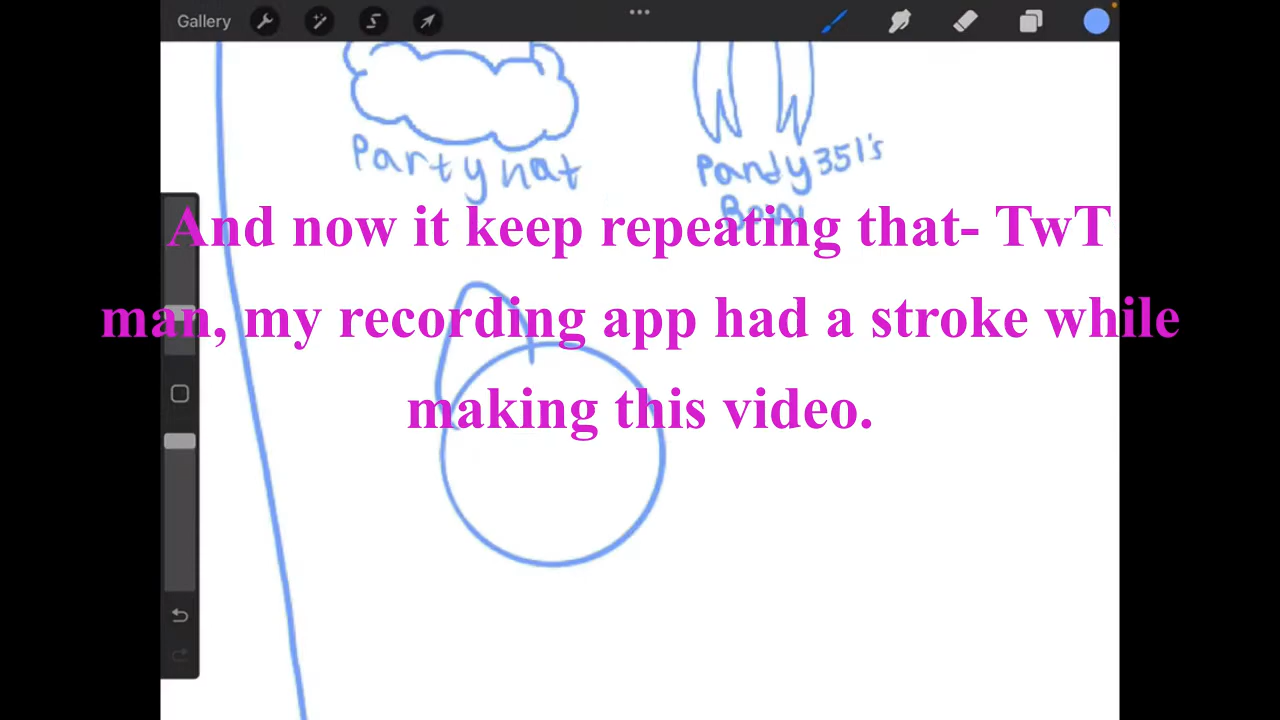 Gallery
Party hat
Pandy351's
And now it keep repeating that- TwT
man, my recording app had a stroke while
making this video.